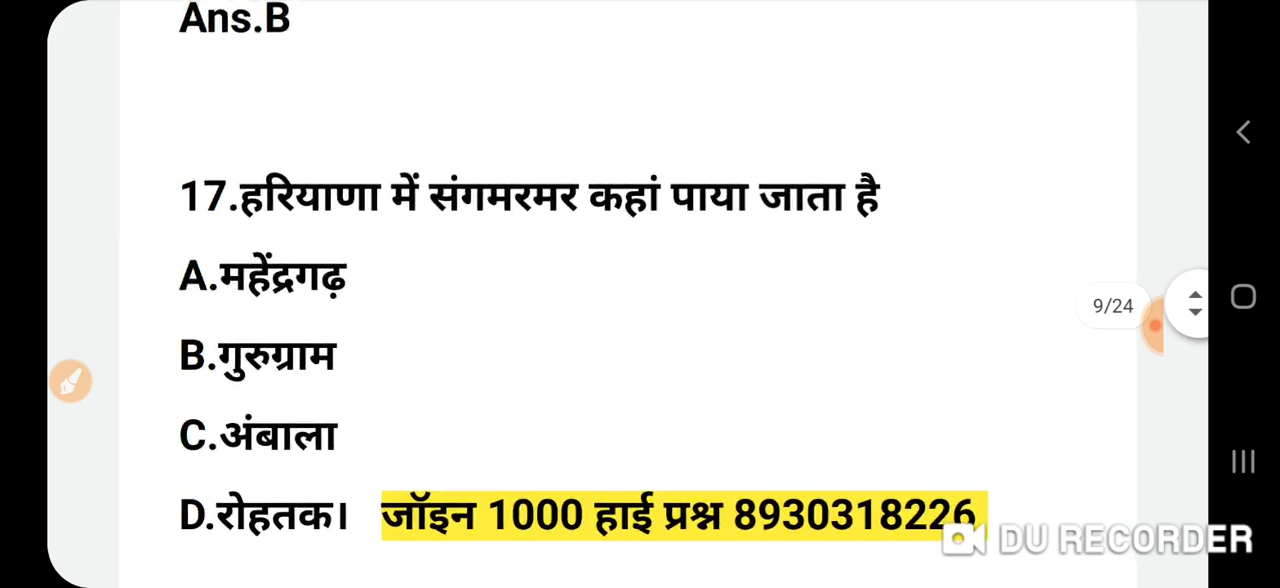 Ans.B
17.हरियाणा में संगमरमर कहां पाया जाता है
A.महेंद्रगढ़
B.गुरुग्राम
9/24
C.अंबाला
D.रोहतक। जॉइन 1000 हाई प्रश्न 8930318226
DU RECORDER